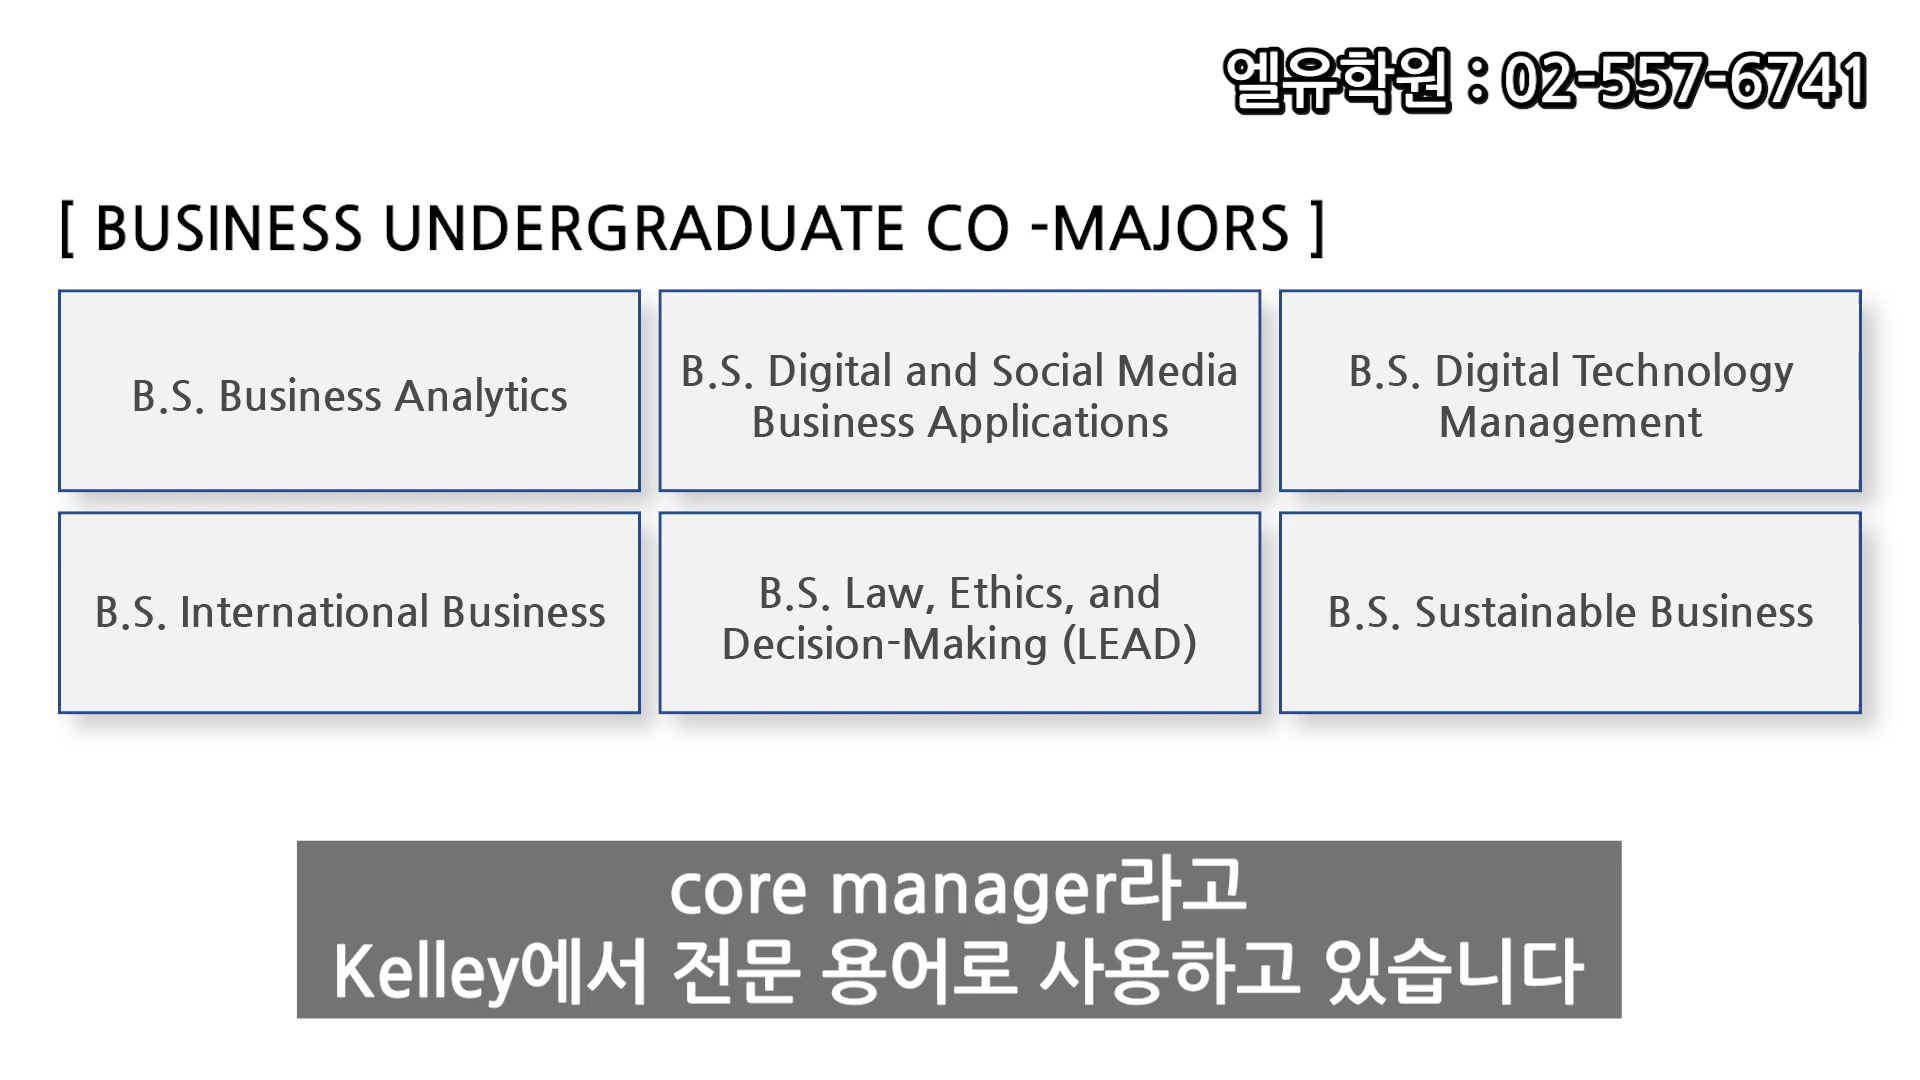 엘유학원 : 02-557-6741
[ BUSINESS UNDERGRADUATE CO -MAJORS ]
B.S. Business Analytics
B.S. Digital and Social Media
Business Applications
B.S. Digital Technology
Management
B.S. International Business
B.S. Law, Ethics, and
Decision-Making (LEAD)
B.S. Sustainable Business
core manager라고
Kelley에서 전문 용어로 사용하고 있습니다